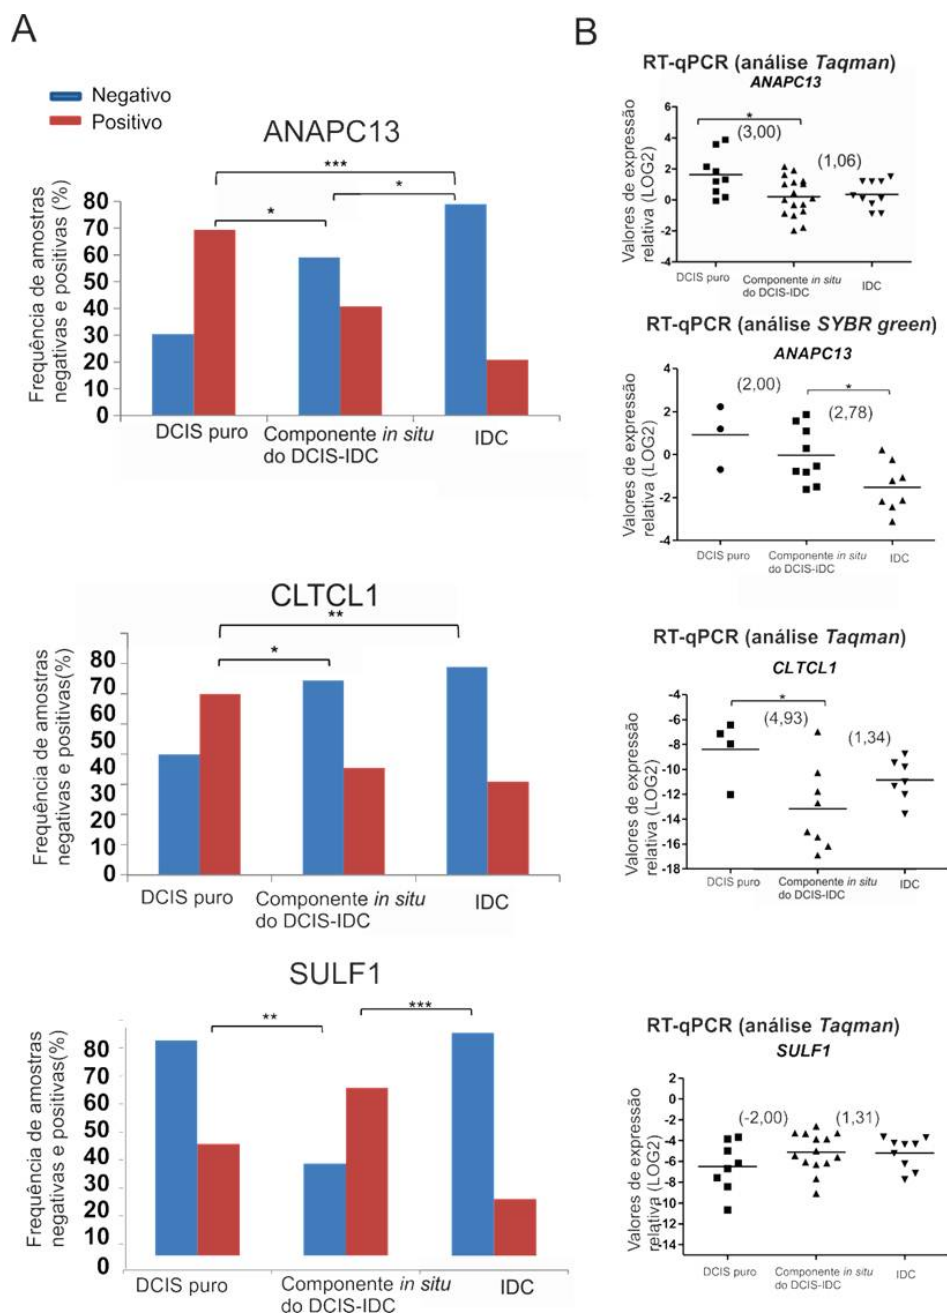 A
Negativo
Positivo
ANAPC13
***
*
*
Frequência de amostras
negativas e positivas (%)
80
70
60
50
40
30
20
10
0
DCIS puro
Componente in situ
do DCIS-IDC
IDC
CLTCL1
**
*
Frequência de amostras
negativas e positivas(%)
80
70
60
50
40
30
20
10
0
DCIS puro
Componente in situ
do DCIS-IDC
IDC
SULF1
**
***
Frequência de amostras
negativas e positivas(%)
80
70
60
50
40
30
20
10
0
DCIS puro
Componente in situ
do DCIS-IDC
IDC
B
RT-qPCR (análise Taqman)
ANAPC13
*
(3,00)
(1,06)
Valores de expressão
relativa (LOG2)
6
4
2
0
-2
-4
DCIS puro
Componente in situ
do DCIS-IDC
IDC
RT-qPCR (análise SYBR green)
ANAPC13
(2,00)
*
(2,78)
Valores de expressão
relativa (LOG2)
4
2
0
-2
-4
DCIS puro
Componente in situ
do DCIS-IDC
IDC
RT-qPCR (análise Taqman)
CLTCL1
*
(4,93)
(1,34)
Valores de expressão
relativa (LOG2)
-4
-6
-8
-10
-12
-14
-16
-18
DCIS puro
Componente in situ
do DCIS-IDC
IDC
RT-qPCR (análise Taqman)
SULF1
(-2,00)
(1,31)
Valores de expressão
relativa (LOG2)
2
0
-2
-4
-6
-8
-10
-12
14
DCIS puro
Componente in situ
do DCIS-IDC
IDC